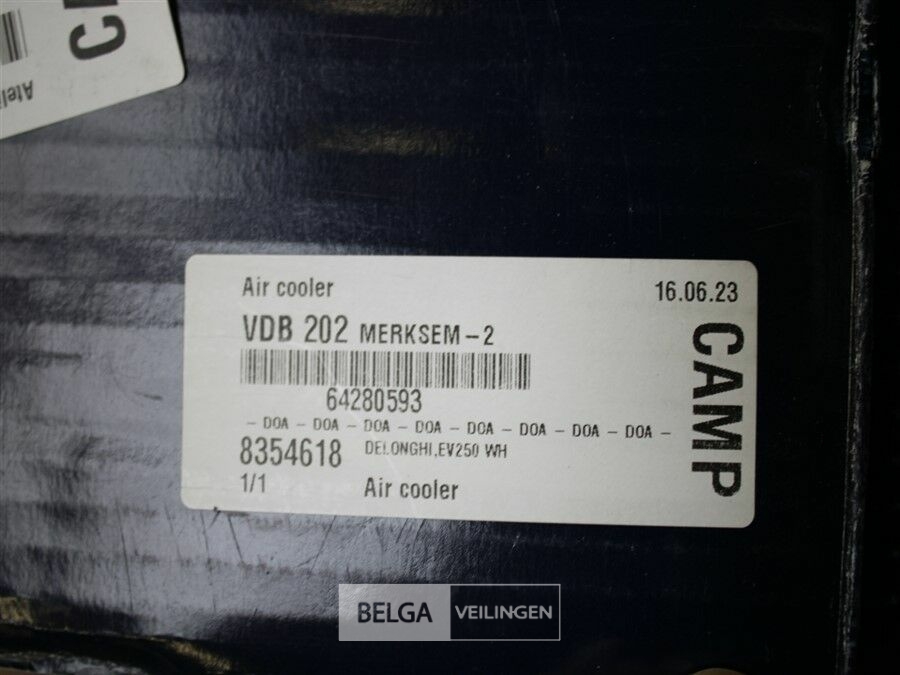 Air cooler
16.06.23
VDB 202 MERKSEM-2
64280593
- DOA - DOA - DOA - DOA - DOA - DOA - DOA - DOA -
8354618 DELONGHI,EV250 WH
1/1 Air cooler
CAMP
BELGA VEILINGEN